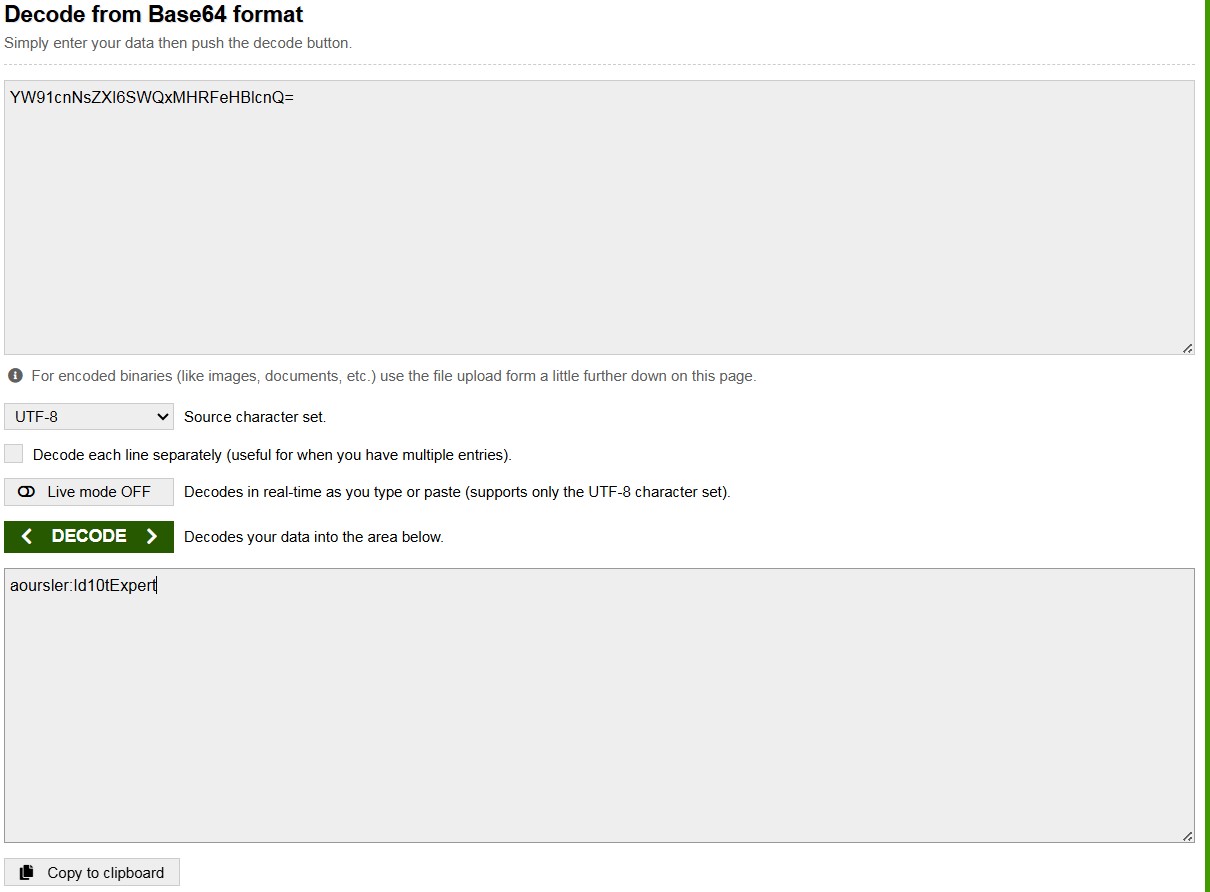 Decode from Base64 format
Simply enter your data then push the decode button.
YW91cnNsZXI6SWQxMHRFeHBlcnQ=
For encoded binaries (like images, documents, etc.) use the file upload form a little further down on this page.
UTF-8 Source character set.
Decode each line separately (useful for when you have multiple entries).
Live mode OFF Decodes in real-time as you type or paste (supports only the UTF-8 character set).
< DECODE > Decodes your data into the area below.
aoursler:Id10tExpert
Copy to clipboard